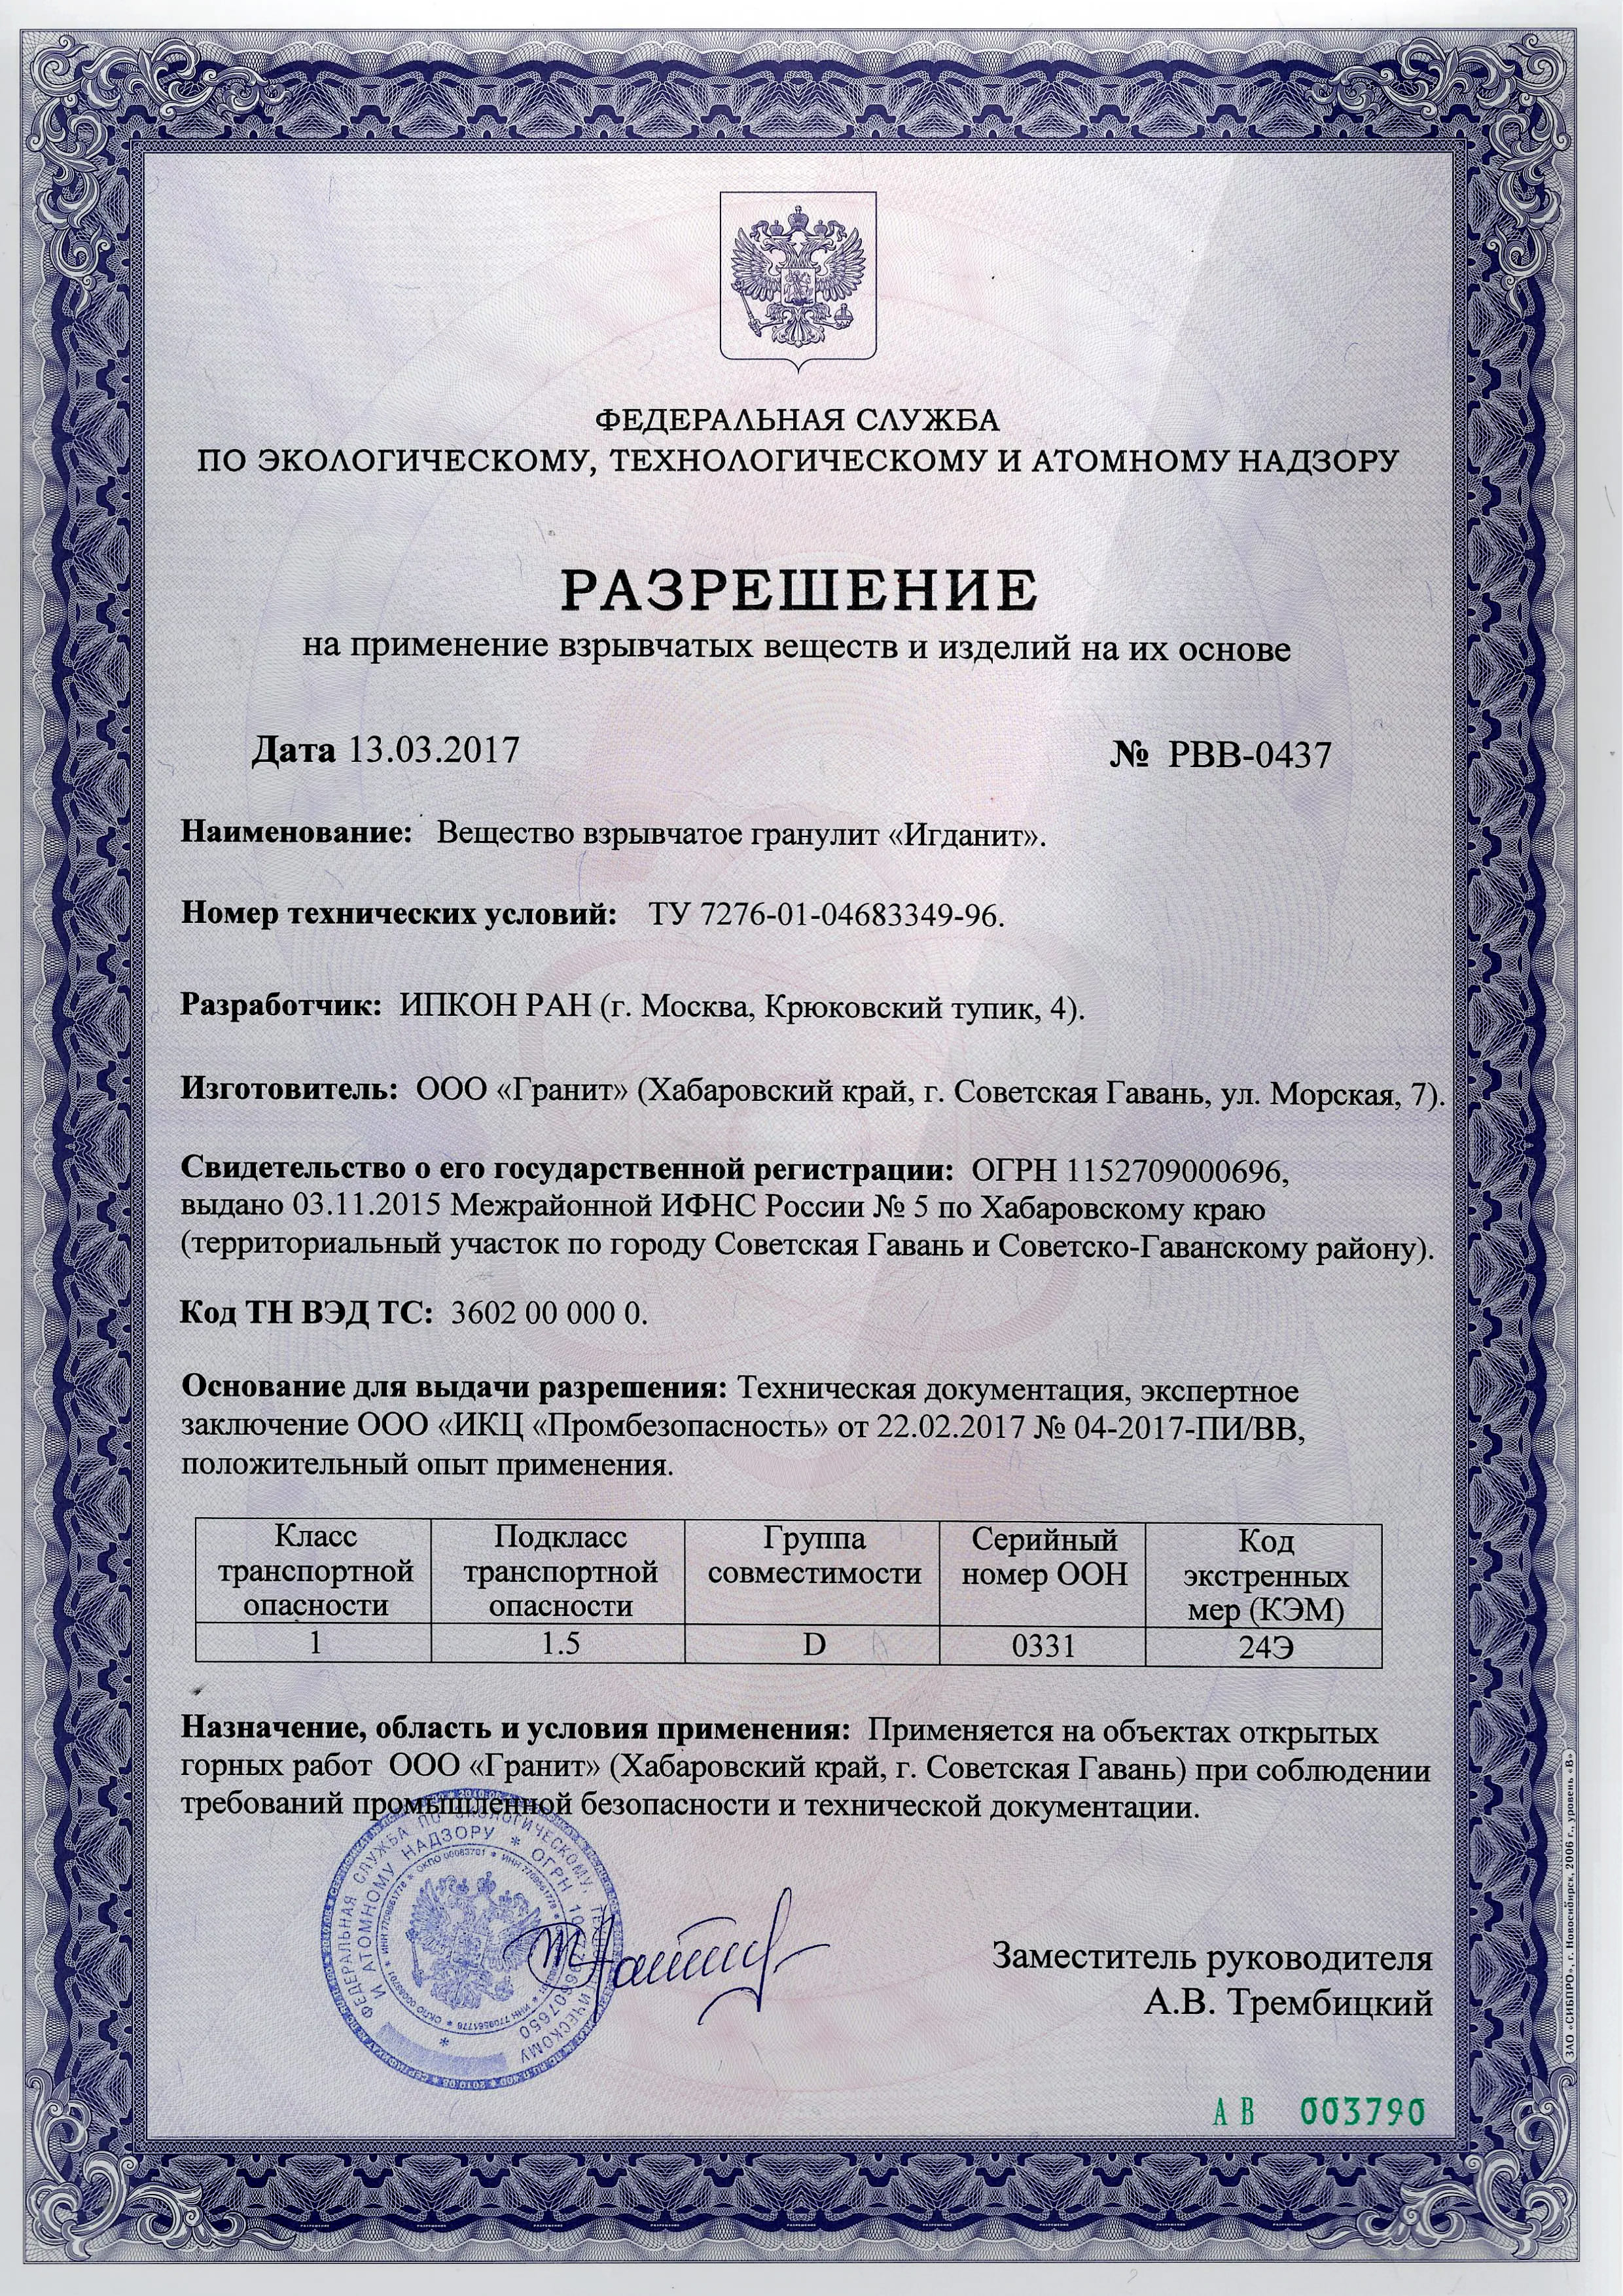 ФЕДЕРАЛЬНАЯ СЛУЖБА
ПО ЭКОЛОГИЧЕСКОМУ, ТЕХНОЛОГИЧЕСКОМУ И АТОМНОМУ НАДЗОРУ
РАЗРЕШЕНИЕ
на применение взрывчатых веществ и изделий на их основе
Дата 13.03.2017 № РВВ-0437
Наименование: Вещество взрывчатое гранулит «Игданит».
Номер технических условий: ТУ 7276-01-04683349-96.
Разработчик: ИПКОН РАН (г. Москва, Крюковский тупик, 4).
Изготовитель: ООО «Гранит» (Хабаровский край, г. Советская Гавань, ул. Морская, 7).
Свидетельство о его государственной регистрации: ОГРН 1152709000696,
выдано 03.11.2015 Межрайонной ИФНС России № 5 по Хабаровскому краю
(территориальный участок по городу Советская Гавань и Советско-Гаванскому району).
Код ТН ВЭД ТС: 3602 00 000 0.
Основание для выдачи разрешения: Техническая документация, экспертное
заключение ООО «ИКЦ «Промбезопасность» от 22.02.2017 № 04-2017-ПИ/ВВ,
положительный опыт применения.
Класс транспортной опасности
Подкласс транспортной опасности
Группа совместимости
Серийный номер ООН
Код экстренных мер (КЭМ)
1 1.5 D 0331 24Э
Назначение, область и условия применения: Применяется на объектах открытых
горных работ ООО «Гранит» (Хабаровский край, г. Советская Гавань) при соблюдении
требований промышленной безопасности и технической документации.
ФЕДЕРАЛЬНАЯ СЛУЖБА ПО ЭКОЛОГИЧЕСКОМУ,
И АТОМНОМУ НАДЗОРУ * ОГРН
Заместитель руководителя
А.В. Трембицкий
АВ 003790
ЗАО «СИБПРО», г. Новосибирск, 2006 г., уровень «В»